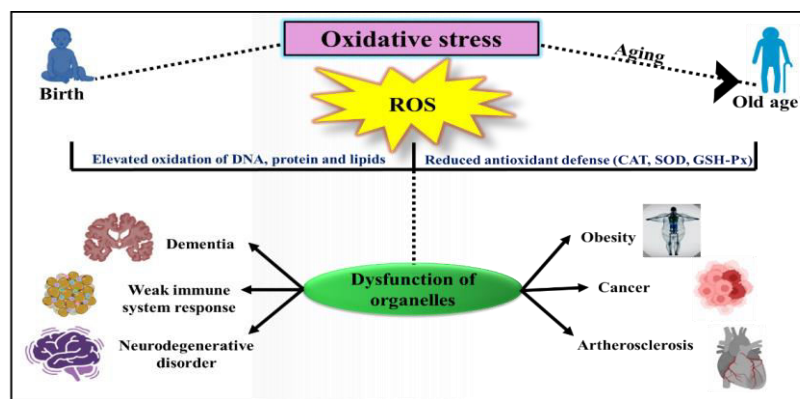 Oxidative stress
Aging
Birth
ROS
Old age
Elevated oxidation of DNA, protein and lipids
Reduced antioxidant defense (CAT, SOD, GSH-Px)
Dementia
Obesity
Weak immune
system response
Dysfunction of
organelles
Cancer
Neurodegenerative
disorder
Artherosclerosis